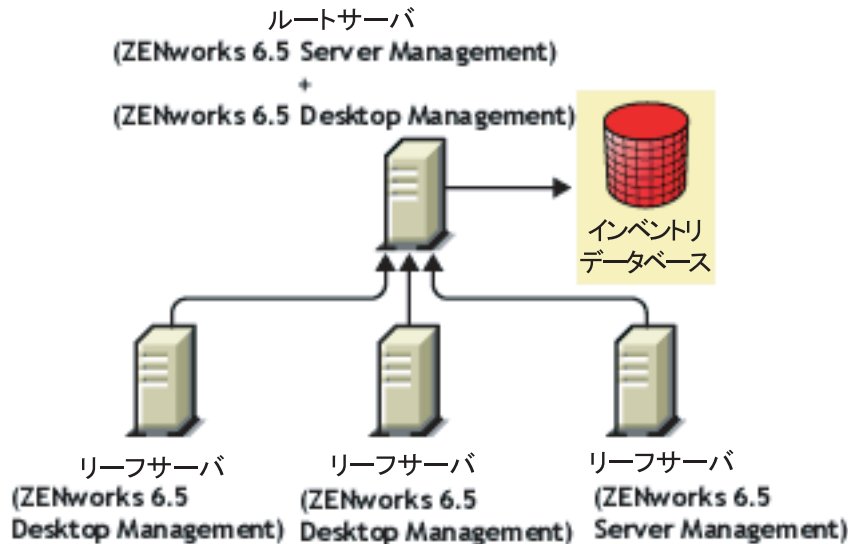 ルートサーバ
(ZENworks 6.5 Server Management)
+
(ZENworks 6.5 Desktop Management)
インベントリ
データベース
リーフサーバ
(ZENworks 6.5
Desktop Management)
リーフサーバ
(ZENworks 6.5
Desktop Management)
リーフサーバ
(ZENworks 6.5
Server Management)